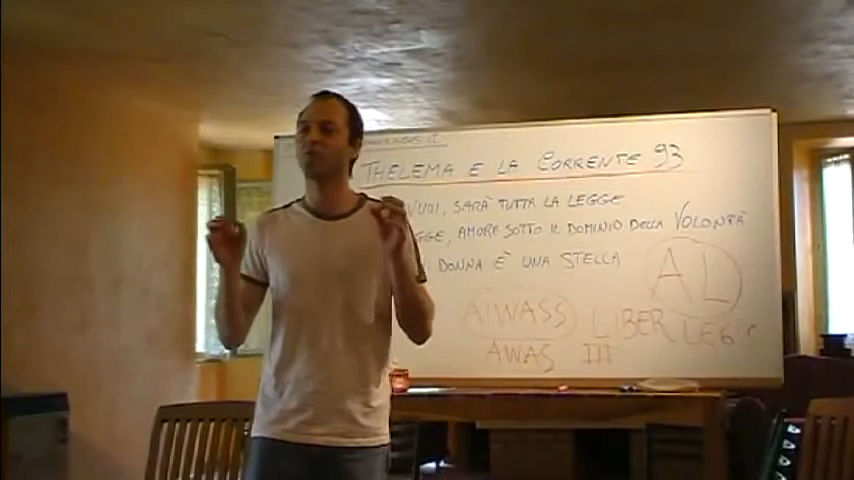 THELEMA E LA CORRENTE 93
VUOI, SARÀ TUTTA LA LEGGE
GGE, AMORE SOTTO IL DOMINIO DELLA VOLONTÀ
DONNA È UNA STELLA
AL
AIWASS
LIBER LEGIS
AWAS
III